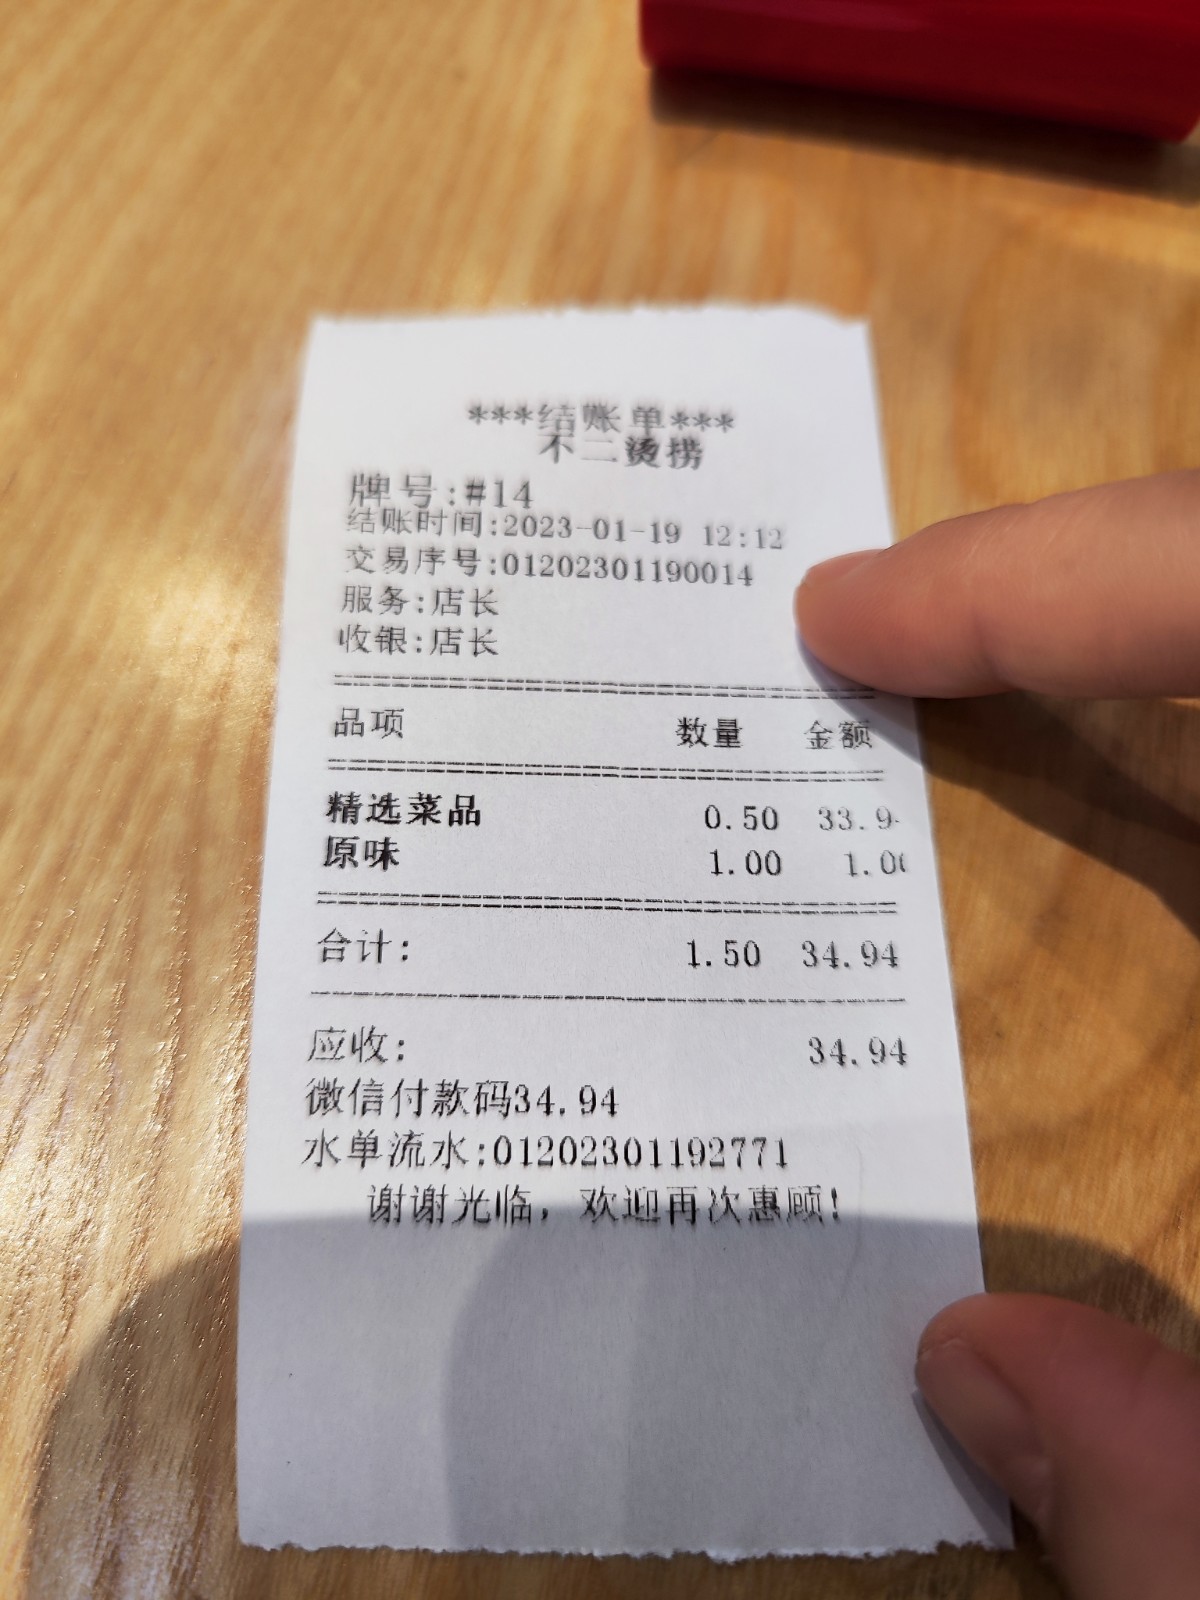 ***结账单***
不二烫捞
牌号:#14
结账时间:2023-01-19 12:12
交易序号:01202301190014
服务:店长
收银:店长
品项 数量 金额
精选菜品 0.50 33.9
原味 1.00 1.00
合计: 1.50 34.94
应收: 34.94
微信付款码34.94
水单流水:01202301192771
谢谢光临，欢迎再次惠顾!